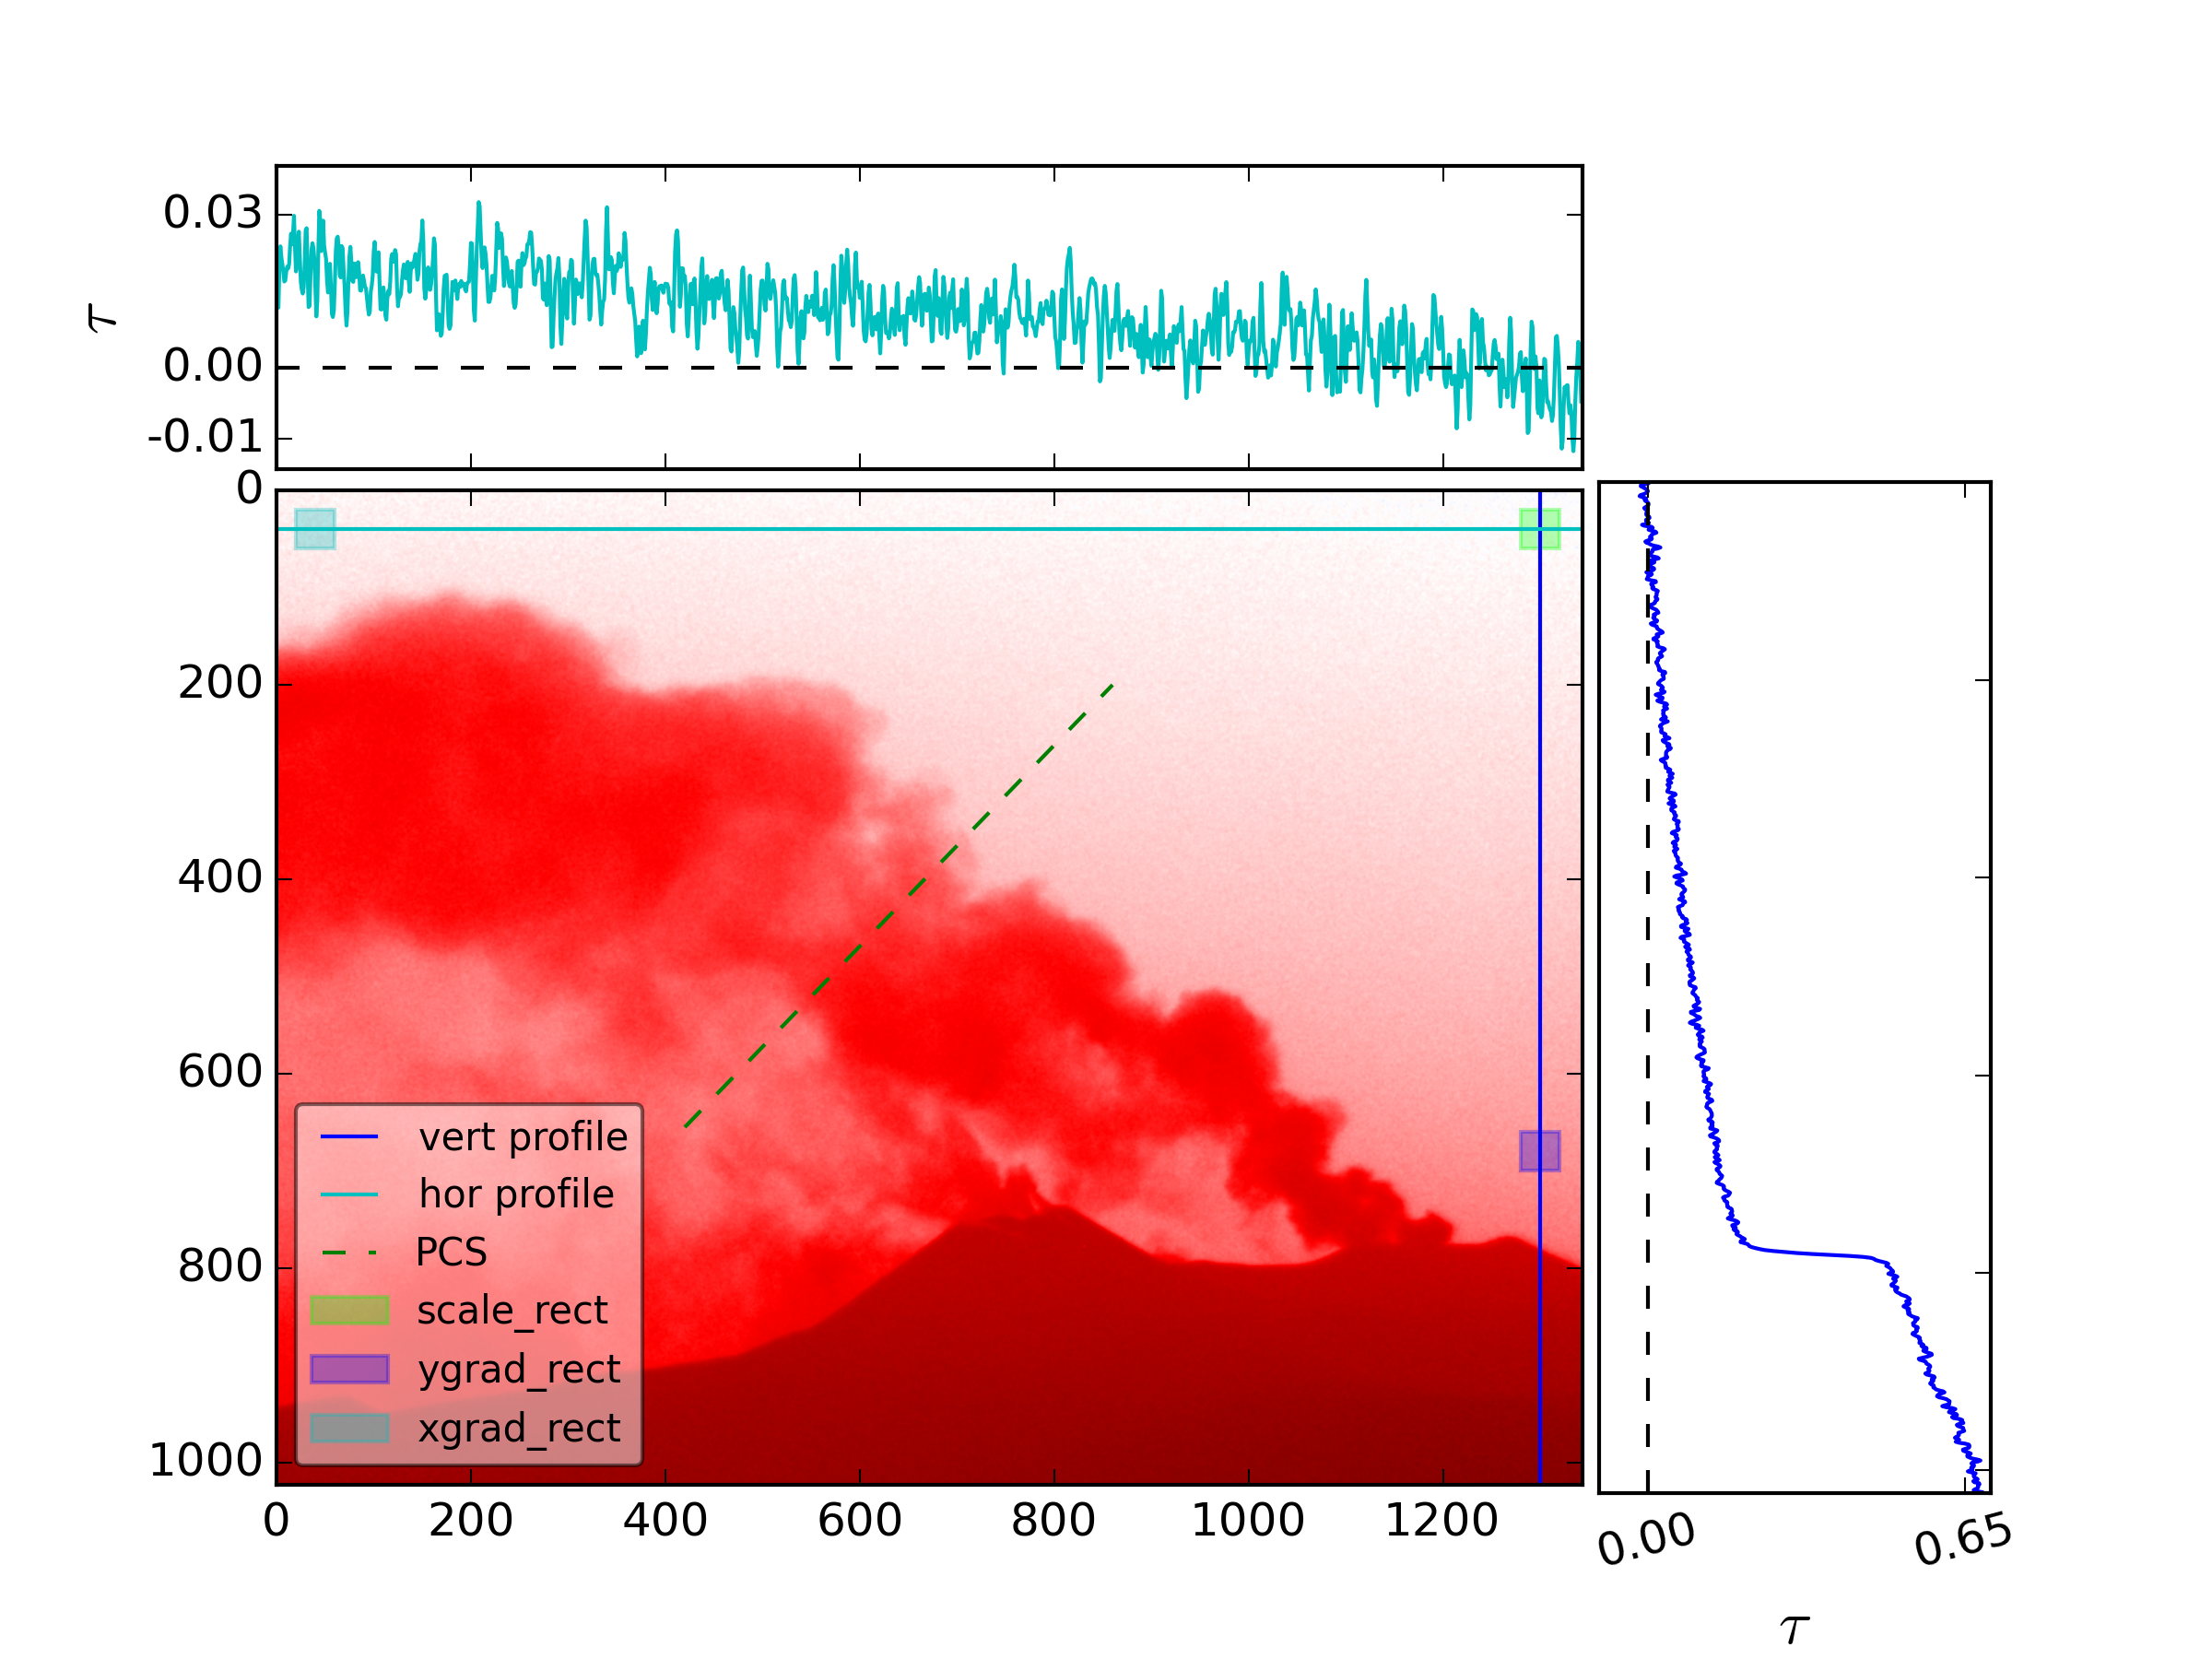 0.03
τ
0.00
-0.01
0
200
400
600
800
1000
vert profile
hor profile
PCS
scale_rect
ygrad_rect
xgrad_rect
0 200 400 600 800 1000 1200
0.00 0.65
τ